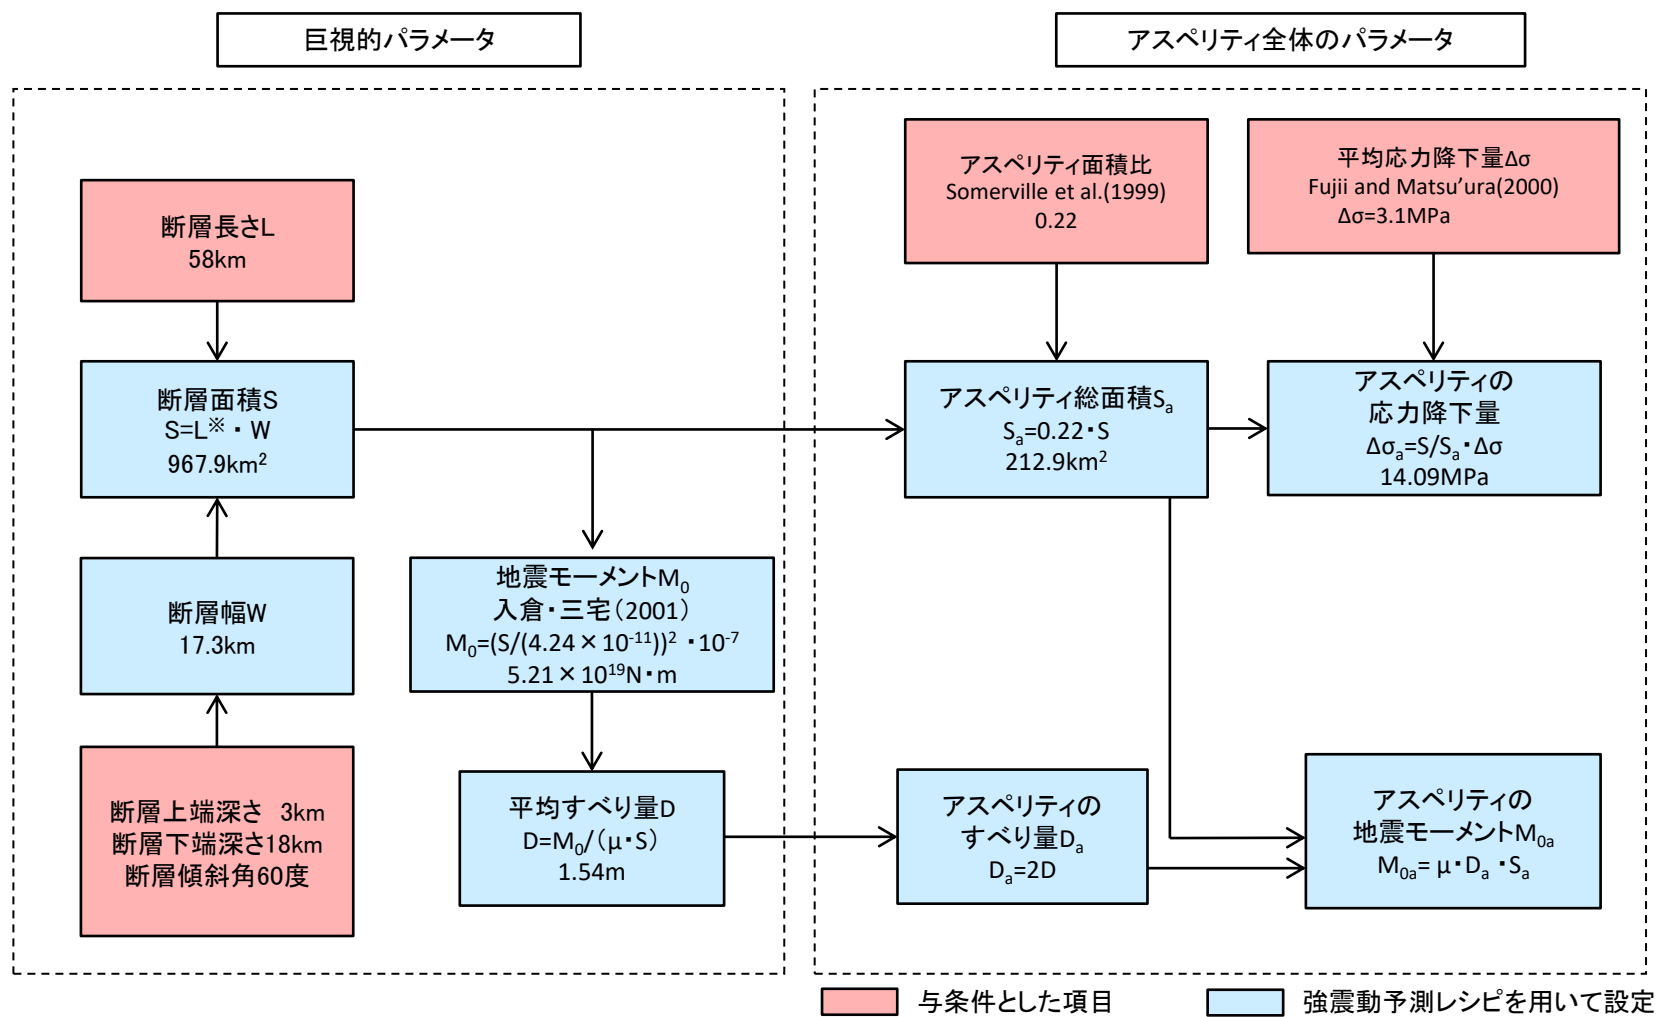 巨視的パラメータ
アスペリティ全体のパラメータ
断層長さL
58km
断層面積S
S=L※・W
967.9km²
断層幅W
17.3km
断層上端深さ 3km
断層下端深さ18km
断層傾斜角60度
地震モーメントM₀
入倉・三宅(2001)
M₀=(S/(4.24×10⁻¹¹))²・10⁻⁷
5.21×10¹⁹N・m
平均すべり量D
D=M₀/(μ・S)
1.54m
アスペリティ面積比
Somerville et al.(1999)
0.22
平均応力降下量Δσ
Fujii and Matsu’ura(2000)
Δσ=3.1MPa
アスペリティ総面積Sₐ
Sₐ=0.22・S
212.9km²
アスペリティの
応力降下量
Δσₐ=S/Sₐ・Δσ
14.09MPa
アスペリティの
すべり量Dₐ
Dₐ=2D
アスペリティの
地震モーメントM₀ₐ
M₀ₐ= μ・Dₐ・Sₐ
与条件とした項目
強震動予測レシピを用いて設定